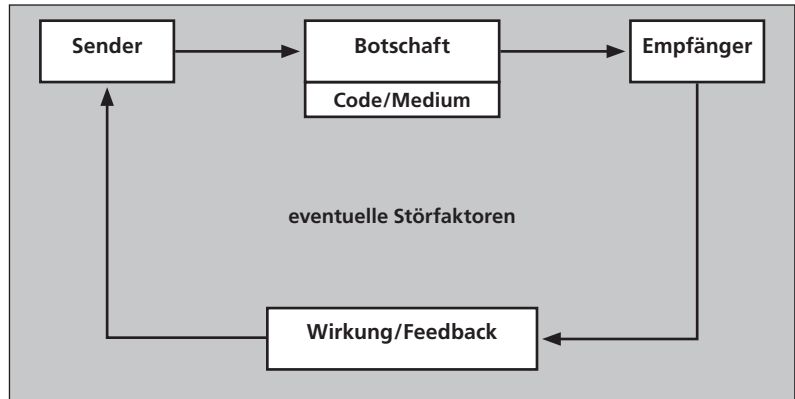 Sender
Botschaft
Empfänger
Code/Medium
eventuelle Störfaktoren
Wirkung/Feedback